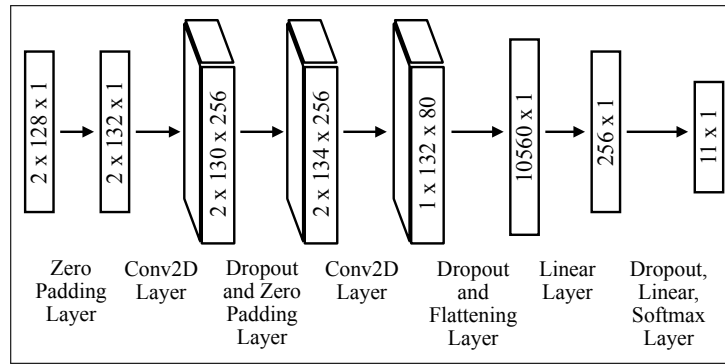 2 x 128 x 1
2 x 132 x 1
2 x 130 x 256
2 x 134 x 256
1 x 132 x 80
10560 x 1
256 x 1
11 x 1
Zero
Padding
Layer
Conv2D
Layer
Dropout
and Zero
Padding
Layer
Conv2D
Layer
Dropout
and
Flattening
Layer
Linear
Layer
Dropout,
Linear,
Softmax
Layer